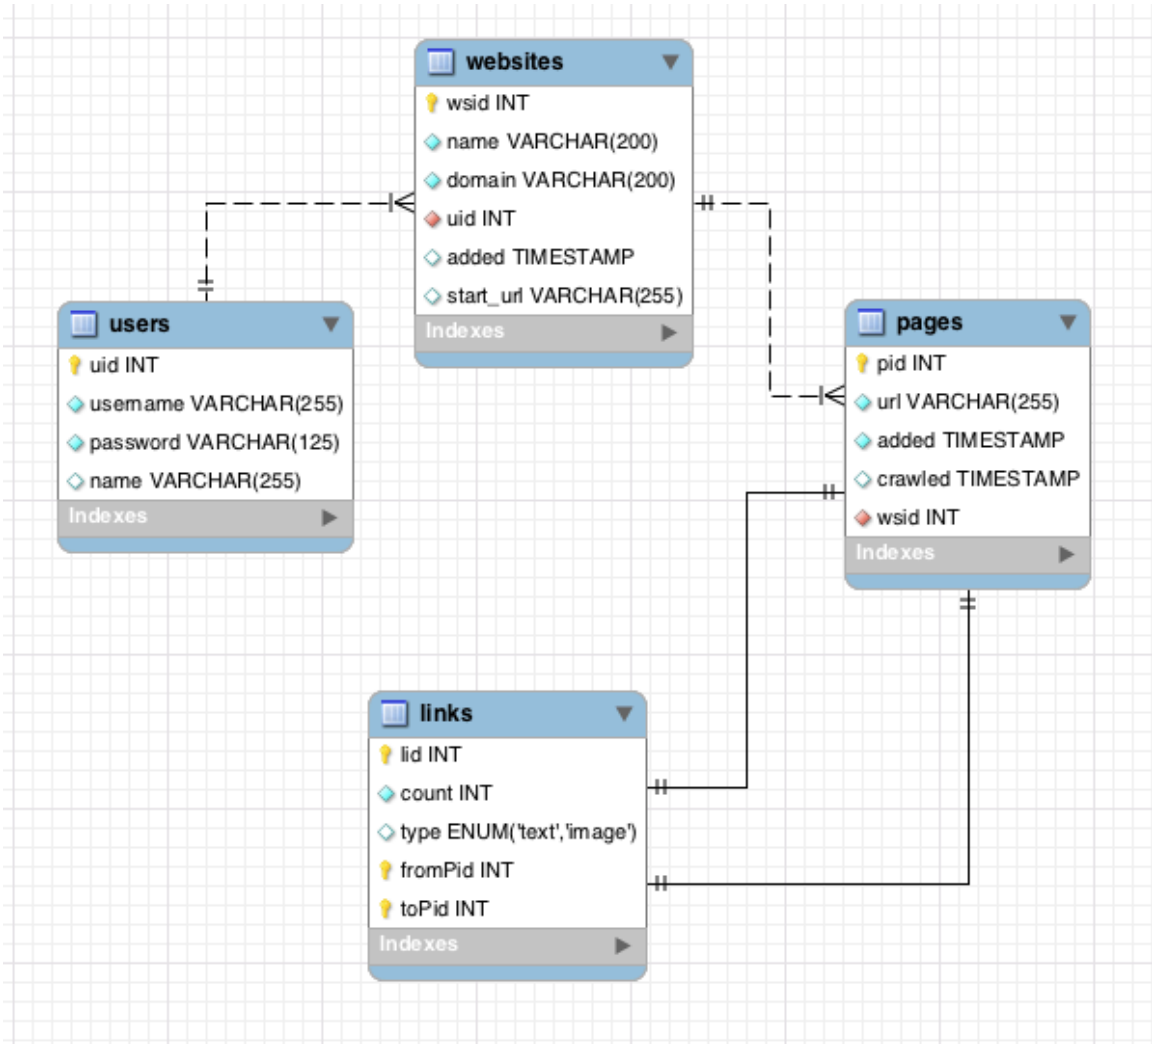 websites
wsid INT
name VARCHAR(200)
domain VARCHAR(200)
uid INT
added TIMESTAMP
start_url VARCHAR(255)
Indexes
users
uid INT
username VARCHAR(255)
password VARCHAR(125)
name VARCHAR(255)
Indexes
pages
pid INT
url VARCHAR(255)
added TIMESTAMP
crawled TIMESTAMP
wsid INT
Indexes
links
lid INT
count INT
type ENUM('text','image')
fromPid INT
toPid INT
Indexes